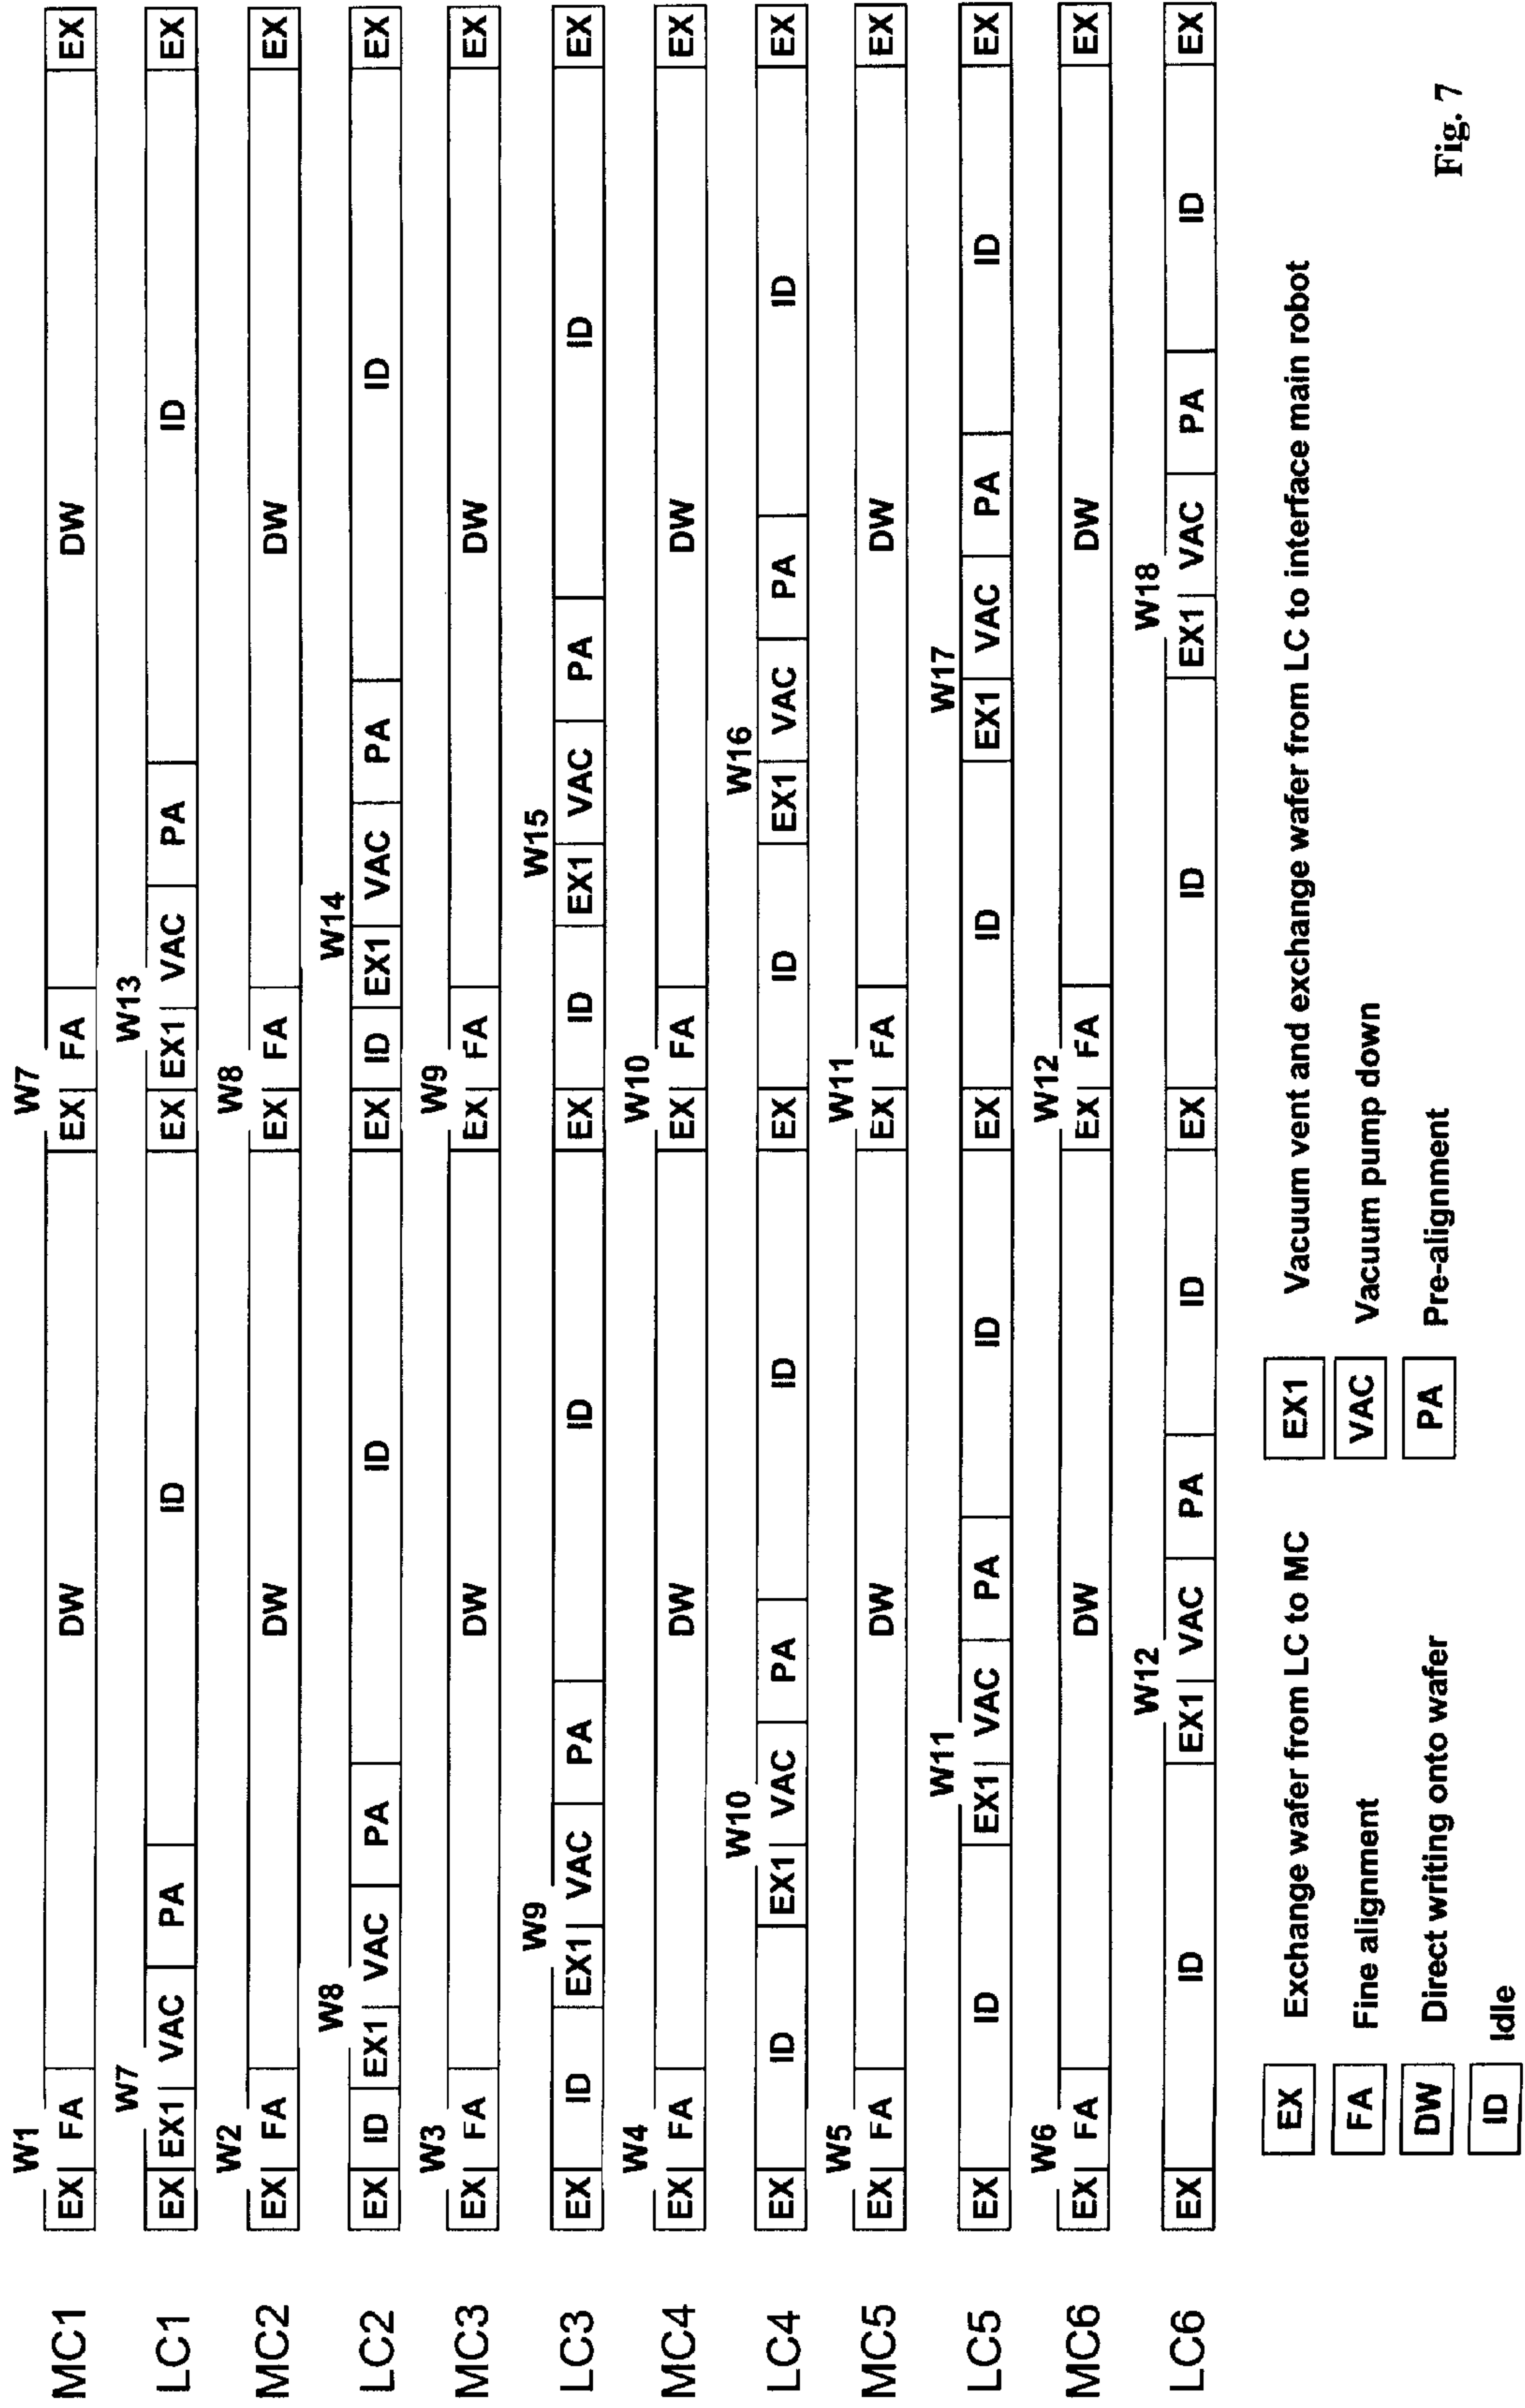 W1 W7
MC1 EX FA DW EX FA DW EX
W7 W13
LC1 EX EX1 VAC PA ID EX EX1 VAC PA ID EX
W2 W8
MC2 EX FA DW EX FA DW EX
W8 W14
LC2 EX ID EX1 VAC PA ID EX ID EX1 VAC PA ID EX
W3 W9
MC3 EX FA DW EX FA DW EX
W9 W15
LC3 EX ID EX1 VAC PA ID EX ID EX1 VAC PA ID EX
W4 W10
MC4 EX FA DW EX FA DW EX
W10 W16
LC4 EX ID EX1 VAC PA ID EX ID EX1 VAC PA ID EX
W5 W11
MC5 EX FA DW EX FA DW EX
W11 W17
LC5 EX ID EX1 VAC PA ID EX ID EX1 VAC PA ID EX
W6 W12
MC6 EX FA DW EX FA DW EX
W12 W18
LC6 EX ID EX1 VAC PA ID EX ID EX1 VAC PA ID EX
EX Exchange wafer from LC to MC
FA Fine alignment
DW Direct writing onto wafer
ID Idle
EX1 Vacuum vent and exchange wafer from LC to interface main robot
VAC Vacuum pump down
PA Pre-alignment
Fig. 7